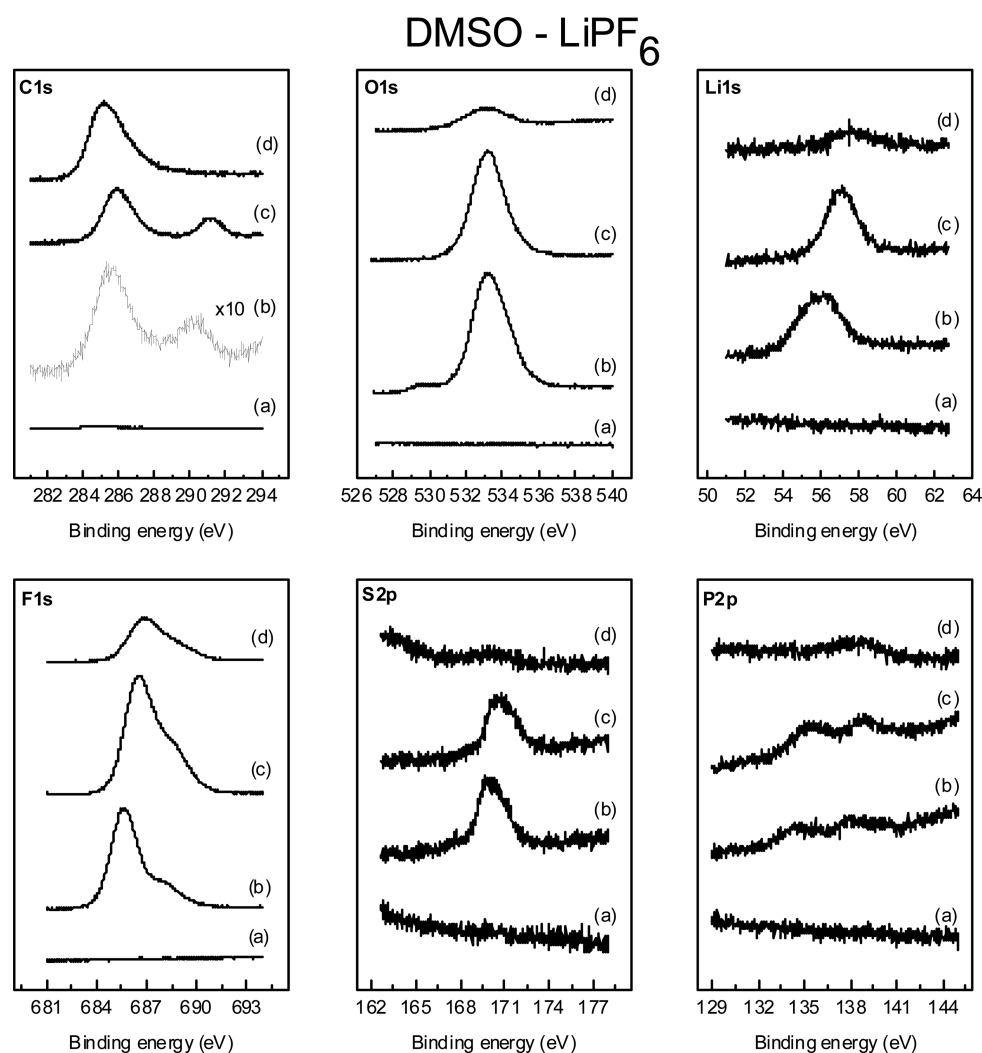 DMSO - LiPF6
C1s
(d)
(c)
x10 (b)
(a)
282 284 286 288 290 292 294
Binding energy (eV)
O1s
(d)
(c)
(b)
(a)
526 528 530 532 534 536 538 540
Binding energy (eV)
Li1s
(d)
(c)
(b)
(a)
50 52 54 56 58 60 62 64
Binding energy (eV)
F1s
(d)
(c)
(b)
(a)
681 684 687 690 693
Binding energy (eV)
S2p
(d)
(c)
(b)
(a)
162 165 168 171 174 177
Binding energy (eV)
P2p
(d)
(c)
(b)
(a)
129 132 135 138 141 144
Binding energy (eV)